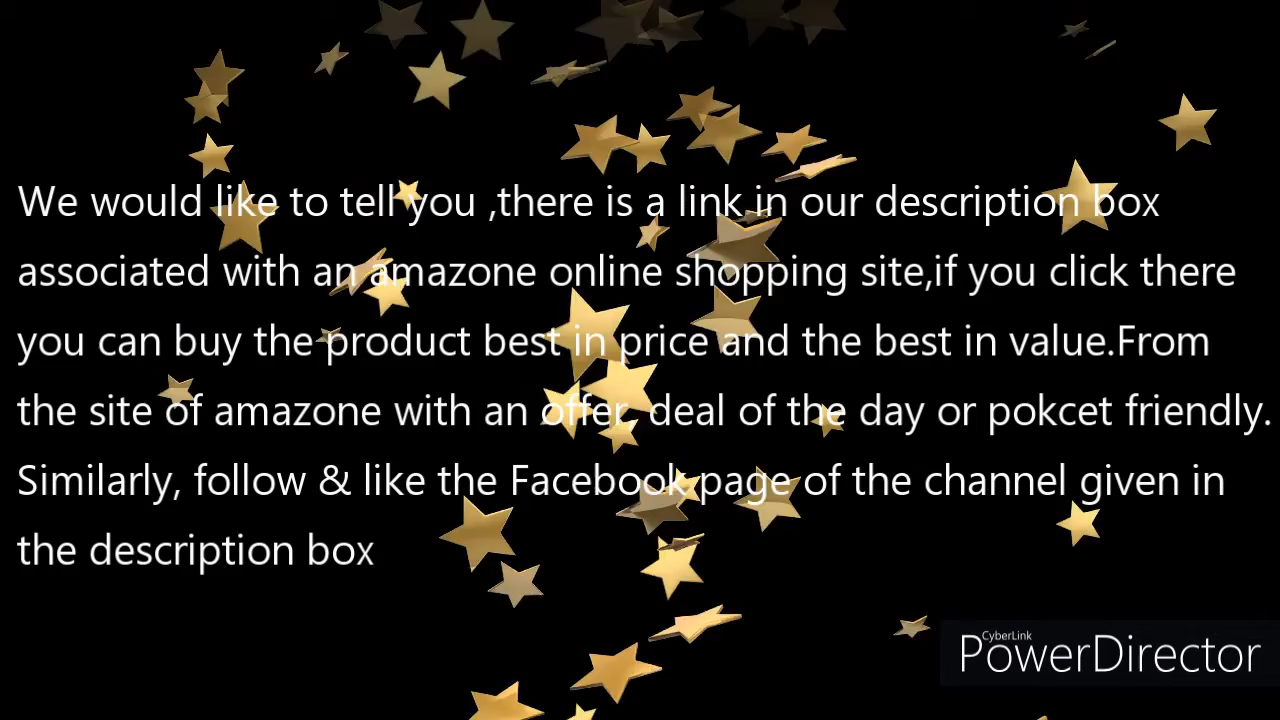 We would like to tell you ,there is a link in our description box
associated with an amazone online shopping site,if you click there
you can buy the product best in price and the best in value.From
the site of amazone with an offer, deal of the day or pokcet friendly.
Similarly, follow & like the Facebook page of the channel given in
the description box
CyberLink
PowerDirector